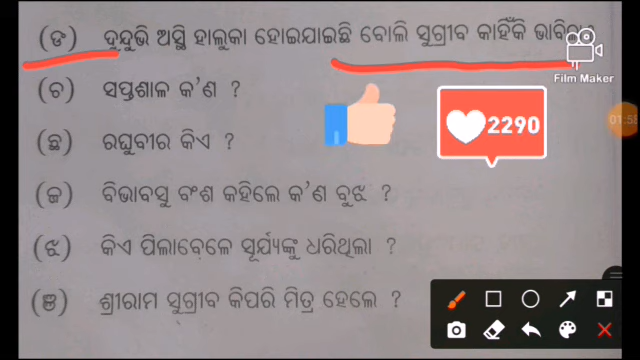 (ଙ) ଦୁନ୍ଦୁଭି ଅସ୍ଥି ହାଲୁକା ହୋଇଯାଇଛି ବୋଲି ସୁଗ୍ରୀବ କାହିଁକି
Film Maker
(ଚ) ସପ୍ତଶାଳ କ'ଣ ?
2290
(ଛ) ରଘୁବୀର କିଏ ?
(ଜ) ବିଭାବସୁ ବଂଶ କହିଲେ କ'ଣ ବୁଝ ?
(ଝ) କିଏ ପିଲାବେଳେ ସୂର୍ଯ୍ୟଙ୍କୁ ଧରିଥିଲା ?
(ଞ) ଶ୍ରୀରାମ ସୁଗ୍ରୀବ କିପରି ମିତ୍ର ହେଲେ ?